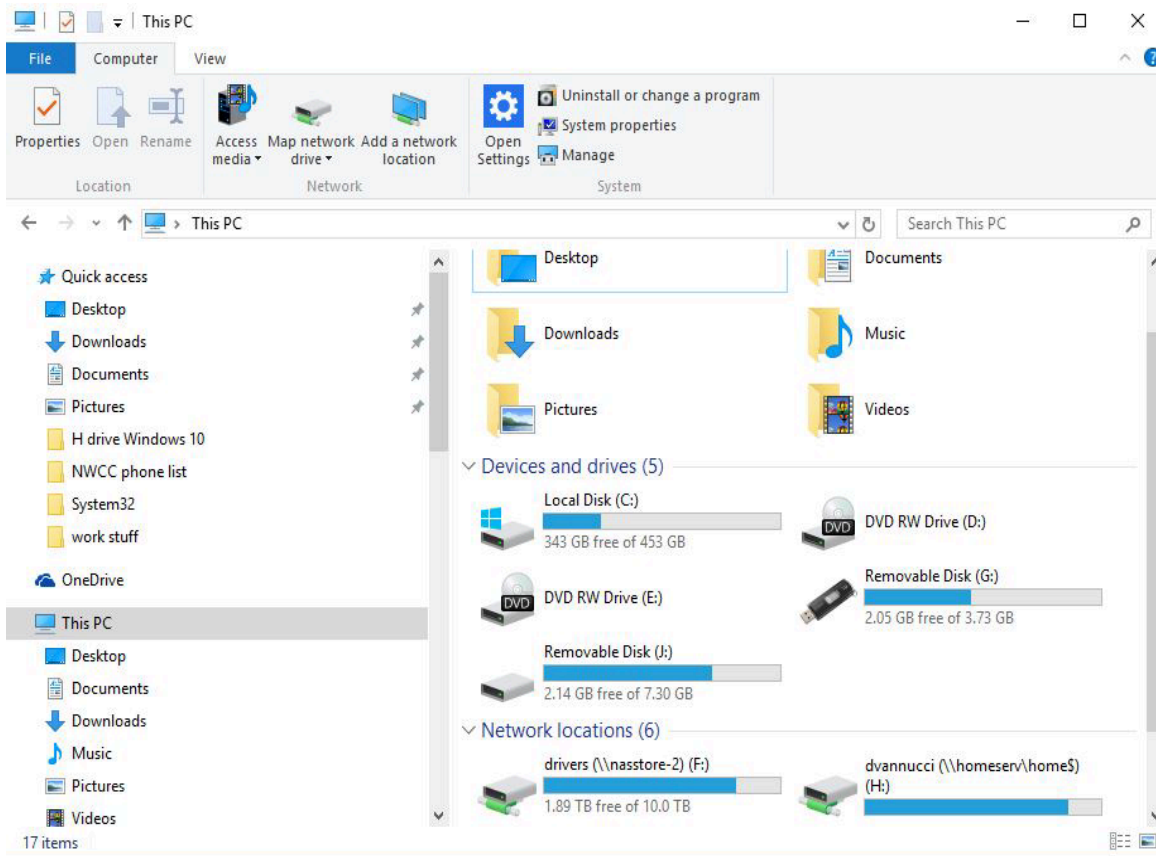 This PC
File Computer View
Properties Open Rename Access media Map network drive Add a network location Open Settings
Uninstall or change a program
System properties
Manage
Location Network System
This PC Search This PC
Quick access
Desktop
Downloads
Documents
Pictures
H drive Windows 10
NWCC phone list
System32
work stuff
OneDrive
This PC
Desktop
Documents
Downloads
Music
Pictures
Videos
Desktop Documents
Downloads Music
Pictures Videos
Devices and drives (5)
Local Disk (C:)
343 GB free of 453 GB
DVD RW Drive (D:)
DVD RW Drive (E:)
Removable Disk (G:)
2.05 GB free of 3.73 GB
Removable Disk (J:)
2.14 GB free of 7.30 GB
Network locations (6)
drivers (\\nasstore-2) (F:)
1.89 TB free of 10.0 TB
dvannucci (\\homeserv\home$)
(H:)
17 items